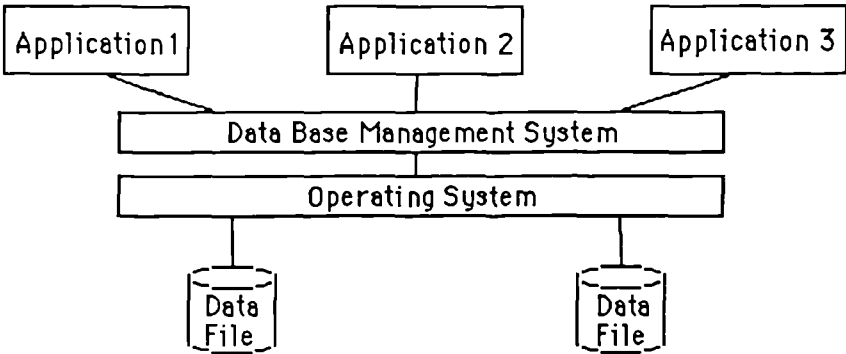 Application 1
Application 2
Application 3
Data Base Management System
Operating System
Data
File
Data
File